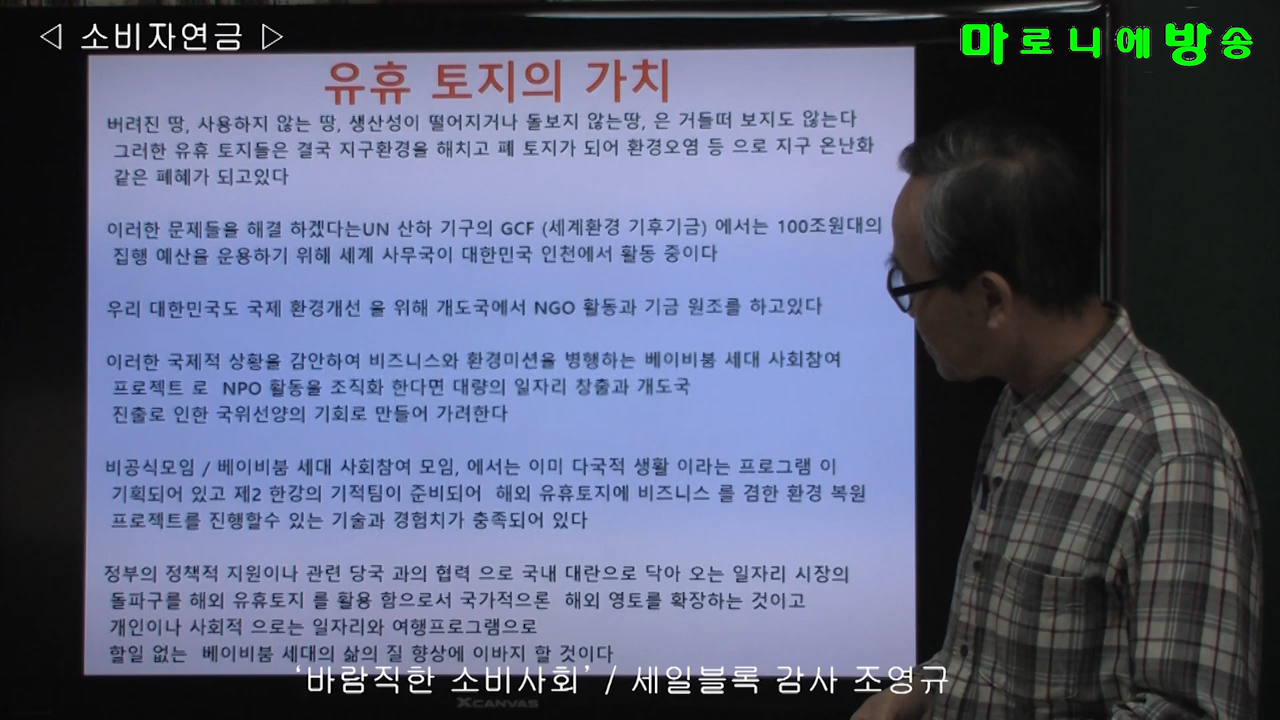 ◁ 소비자연금 ▷
마로니에방송
유휴 토지의 가치
버려진 땅, 사용하지 않는 땅, 생산성이 떨어지거나 돌보지 않는땅, 은 거들떠 보지도 않는다
그러한 유휴 토지들은 결국 지구환경을 해치고 폐 토지가 되어 환경오염 등 으로 지구 온난화
같은 폐혜가 되고있다
이러한 문제들을 해결 하겠다는UN 산하 기구의 GCF (세계환경 기후기금) 에서는 100조원대의
집행 예산을 운용하기 위해 세계 사무국이 대한민국 인천에서 활동 중이다
우리 대한민국도 국제 환경개선 을 위해 개도국에서 NGO 활동과 기금 원조를 하고있다
이러한 국제적 상황을 감안하여 비즈니스와 환경미션을 병행하는 베이비붐 세대 사회참여
프로젝트 로 NPO 활동을 조직화 한다면 대량의 일자리 창출과 개도국
진출로 인한 국위선양의 기회로 만들어 가려한다
비공식모임 / 베이비붐 세대 사회참여 모임, 에서는 이미 다국적 생활 이라는 프로그램 이
기획되어 있고 제2 한강의 기적팀이 준비되어 해외 유휴토지에 비즈니스 를 겸한 환경 복원
프로젝트를 진행할수 있는 기술과 경험치가 충족되어 있다
정부의 정책적 지원이나 관련 당국 과의 협력 으로 국내 대란으로 닥아 오는 일자리 시장의
돌파구를 해외 유휴토지 를 활용 함으로서 국가적으론 해외 영토를 확장하는 것이고
개인이나 사회적 으로는 일자리와 여행프로그램으로
할일 없는 베이비붐 세대의 삶의 질 향상에 이바지 할 것이다
‘바람직한 소비사회’ / 세일블록 감사 조영규
XCANVAS